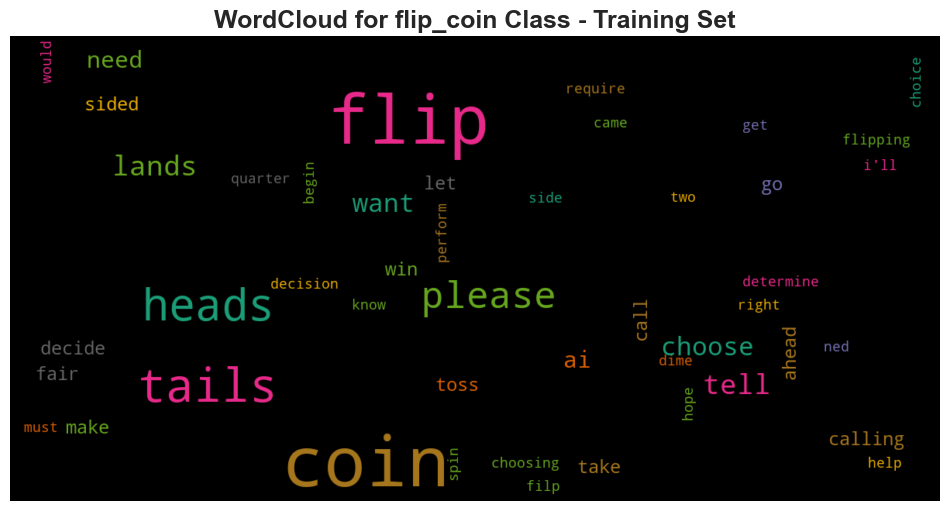 WordCloud for flip_coin Class - Training Set
would
need
sided
flip
require
came
get
choice
flipping
i'll
lands
quarter
begin
let
want
perform
side
two
go
win
decision
know
please
heads
determine
right
call
choose
dime
ahead
ned
decide
fair
ai
tails
toss
tell
hope
must
make
coin
spin
choosing
filp
take
calling
help